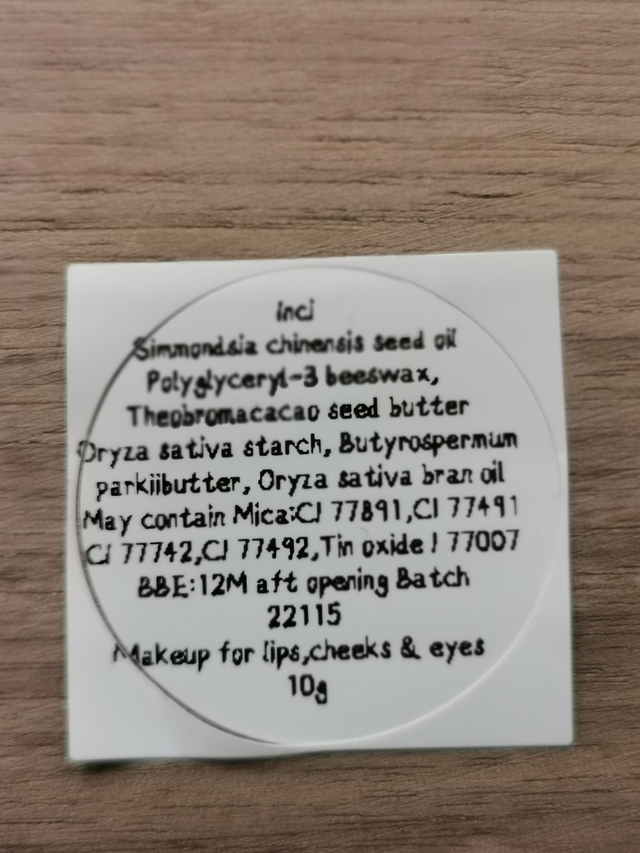 inci
Simmondsia chinensis seed oil
Polyglyceryl-3 beeswax,
Theobromacacao seed butter
Oryza sativa starch, Butyrospermum
parkiibutter, Oryza sativa bran oil
May contain Mica:CI 77891,CI 77491
CI 77742,CI 77492,Tin oxide I 77007
BBE:12M aft opening Batch
22115
Makeup for lips,cheeks & eyes
10g